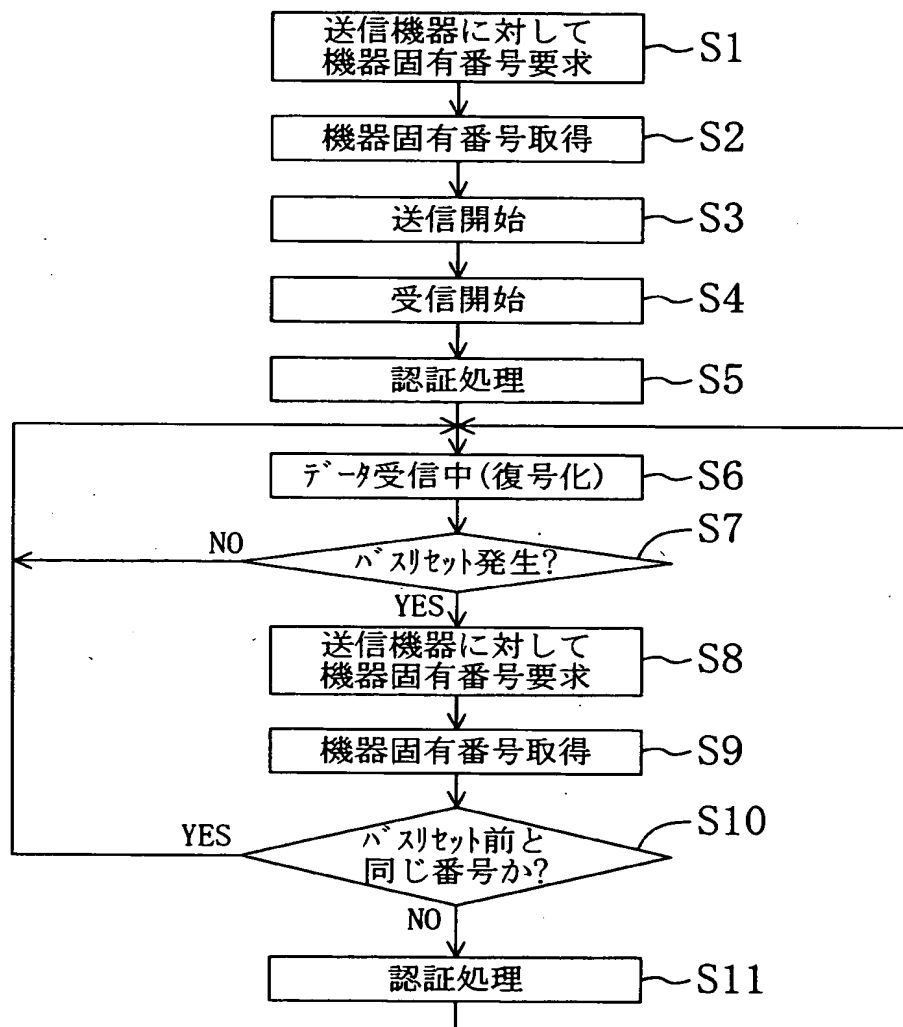 送信機器に対して
機器固有番号要求
S1
機器固有番号取得
S2
送信開始
S3
受信開始
S4
認証処理
S5
データ受信中(復号化)
S6
バスリセット発生?
S7
NO
YES
送信機器に対して
機器固有番号要求
S8
機器固有番号取得
S9
バスリセット前と
同じ番号か?
S10
YES
NO
認証処理
S11